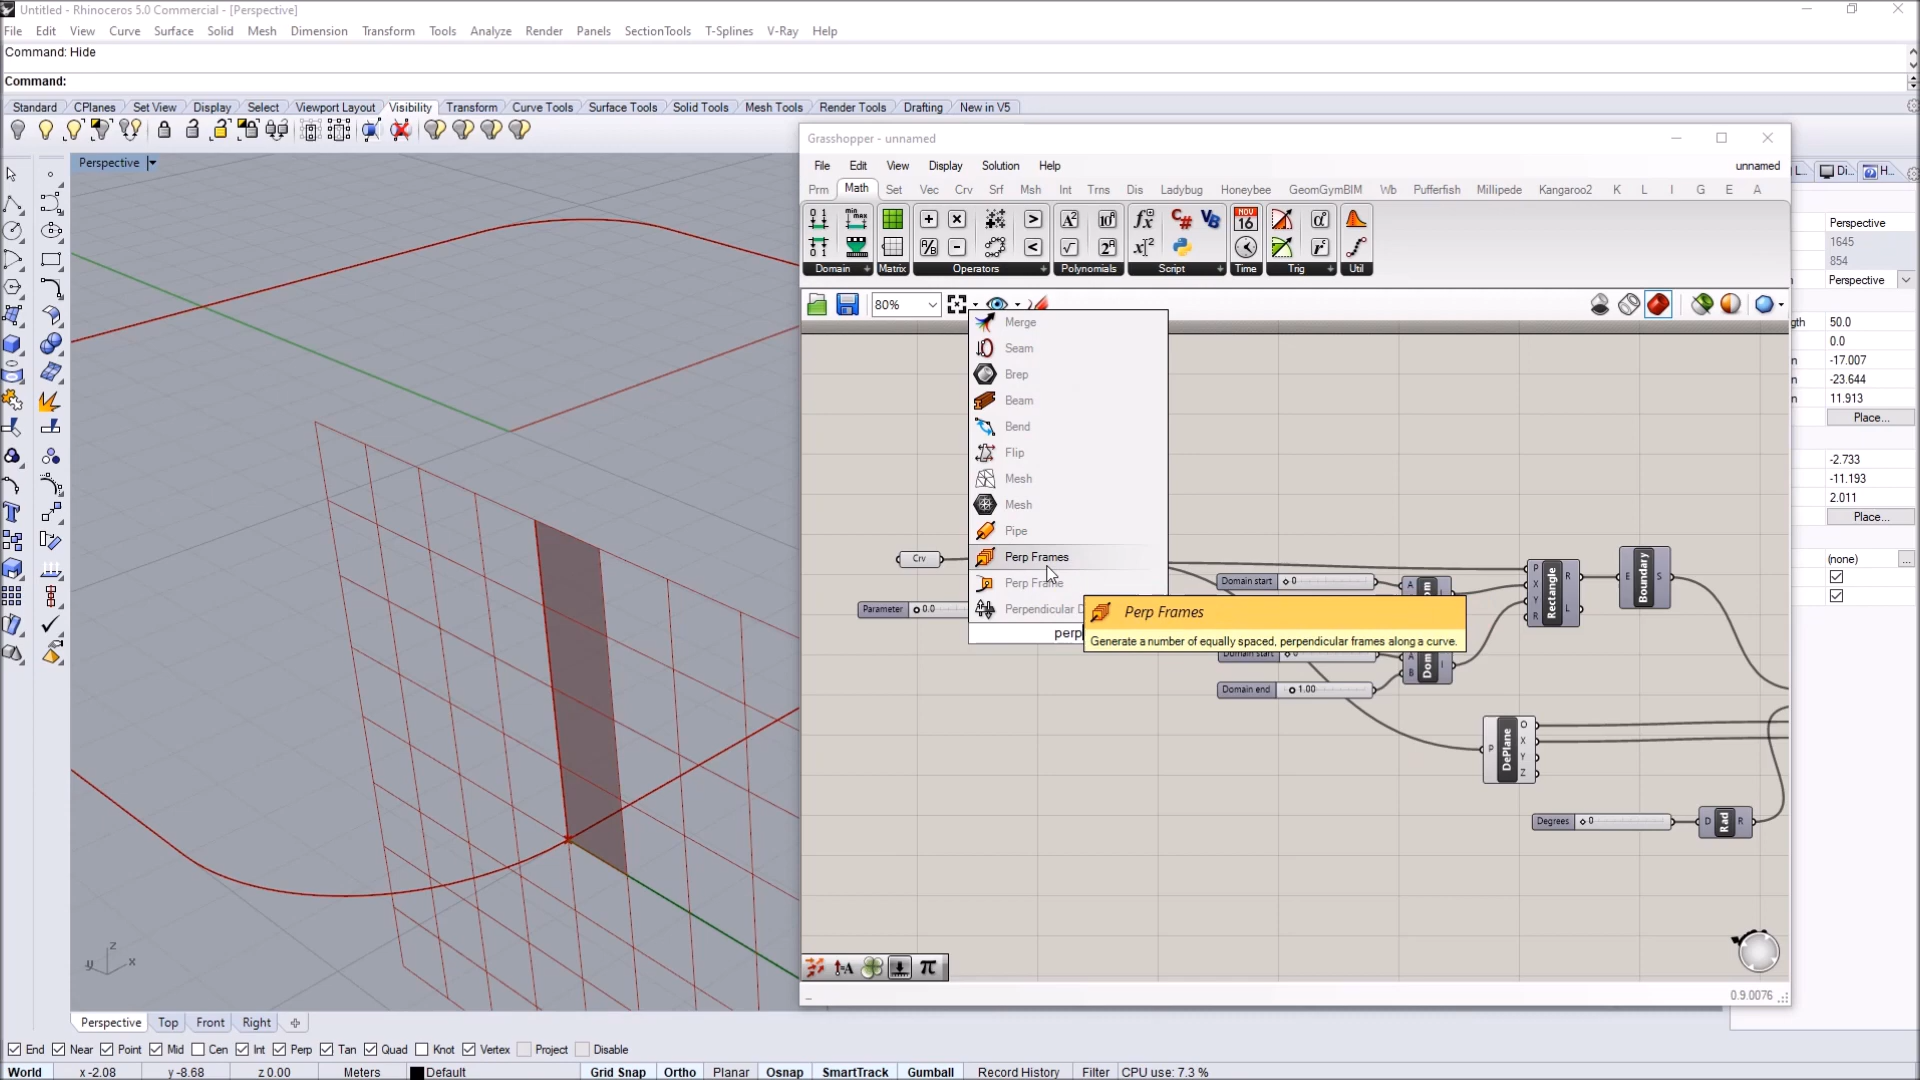 Untitled - Rhinoceros 5.0 Commercial - [Perspective]
File Edit View Curve Surface Solid Mesh Dimension Transform Tools Analyze Render Panels SectionTools T-Splines V-Ray Help
Command: Hide
Command:
Standard CPlanes Set View Display Select Viewport Layout Visibility Transform Curve Tools Surface Tools Solid Tools Mesh Tools Render Tools Drafting New in V5
Perspective
Grasshopper - unnamed
File Edit View Display Solution Help unnamed
Prm Math Set Vec Crv Srf Msh Int Trns Dis Ladybug Honeybee GeomGymBIM Wb Pufferfish Millipede Kangaroo2 K L I G E A
Domain Matrix Operators Polynomials Script Time Trig Util
80%
Merge
Seam
Brep
Beam
Bend
Flip
Mesh
Mesh
Pipe
Perp Frames
Perp Frame
Perpendicular D
perp
Perp Frames
Generate a number of equally spaced, perpendicular frames along a curve.
Crv
Parameter 0.0
Domain start 0
Domain start 0
Domain end 1.00
A
A
B
I
I
Dom
P
X
Y
R
Rectangle
R
L
E
Boundary
S
P
DePlane
O
X
Y
Z
Degrees 0
D
Rad
R
0.9.0076
L... Di... H...
Perspective
1645
854
Perspective
gth 50.0
0.0
n -17.007
n -23.644
n 11.913
Place...
-2.733
-11.193
2.011
Place...
(none) ...
z
y x
Perspective Top Front Right
End Near Point Mid Cen Int Perp Tan Quad Knot Vertex Project Disable
World x -2.08 y -8.68 z 0.00 Meters Default Grid Snap Ortho Planar Osnap SmartTrack Gumball Record History Filter CPU use: 7.3 %